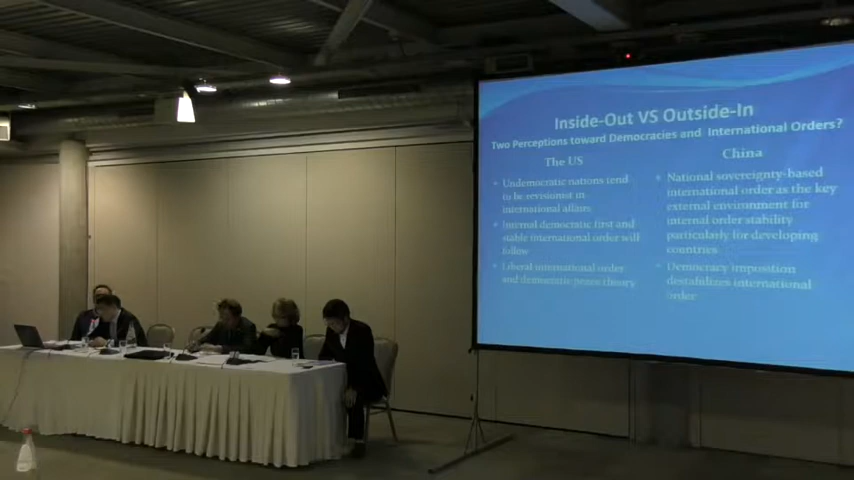 Inside-Out VS Outside-In
Two Perceptions toward Democracies and International Orders?
The US
• Undemocratic nations tend
to be revisionist in
international affairs
• Internal democratic first and
stable international order will
follow
• Liberal international order
and democratic peace theory
China
• National sovereignty-based
international order as the key
external environment for
internal order stability
particularly for developing
countries
• Democracy imposition
destabilizes international
order